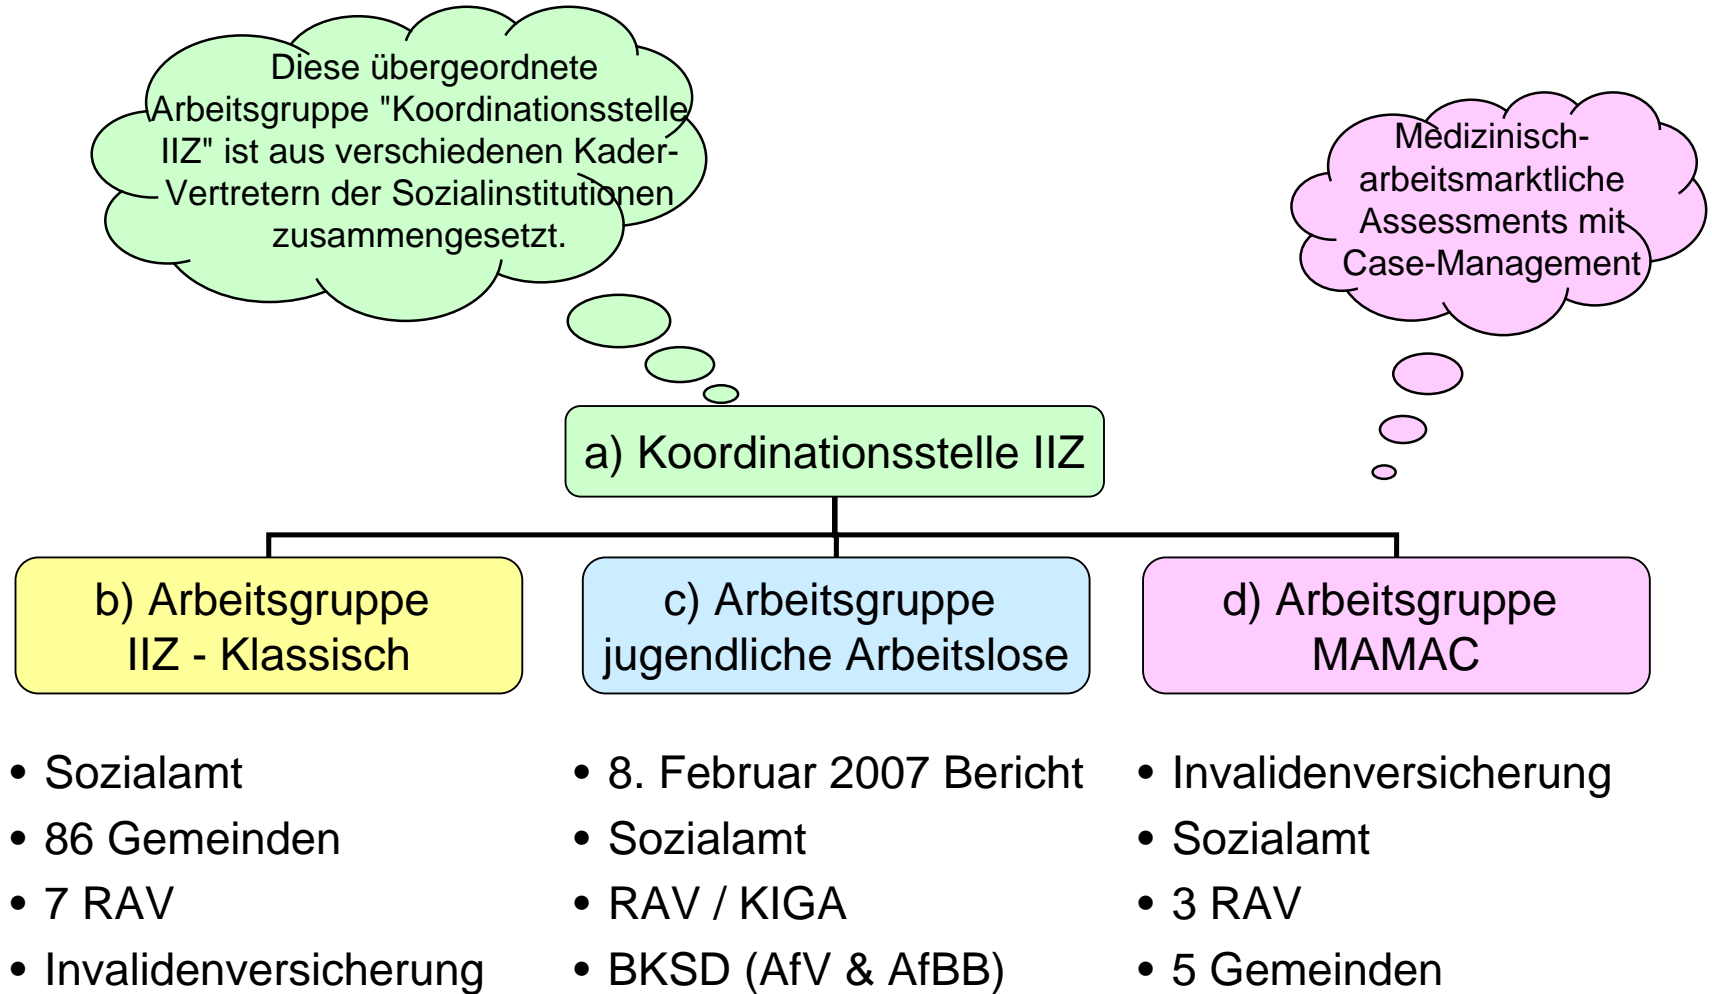 Diese übergeordnete
Arbeitsgruppe "Koordinationsstelle
IIZ" ist aus verschiedenen Kader-
Vertretern der Sozialinstitutionen
zusammengesetzt.
Medizinisch-
arbeitsmarktliche
Assessments mit
Case-Management
a) Koordinationsstelle IIZ
b) Arbeitsgruppe
IIZ - Klassisch
c) Arbeitsgruppe
jugendliche Arbeitslose
d) Arbeitsgruppe
MAMAC
• Sozialamt
• 86 Gemeinden
• 7 RAV
• Invalidenversicherung
• 8. Februar 2007 Bericht
• Sozialamt
• RAV / KIGA
• BKSD (AfV & AfBB)
• Invalidenversicherung
• Sozialamt
• 3 RAV
• 5 Gemeinden